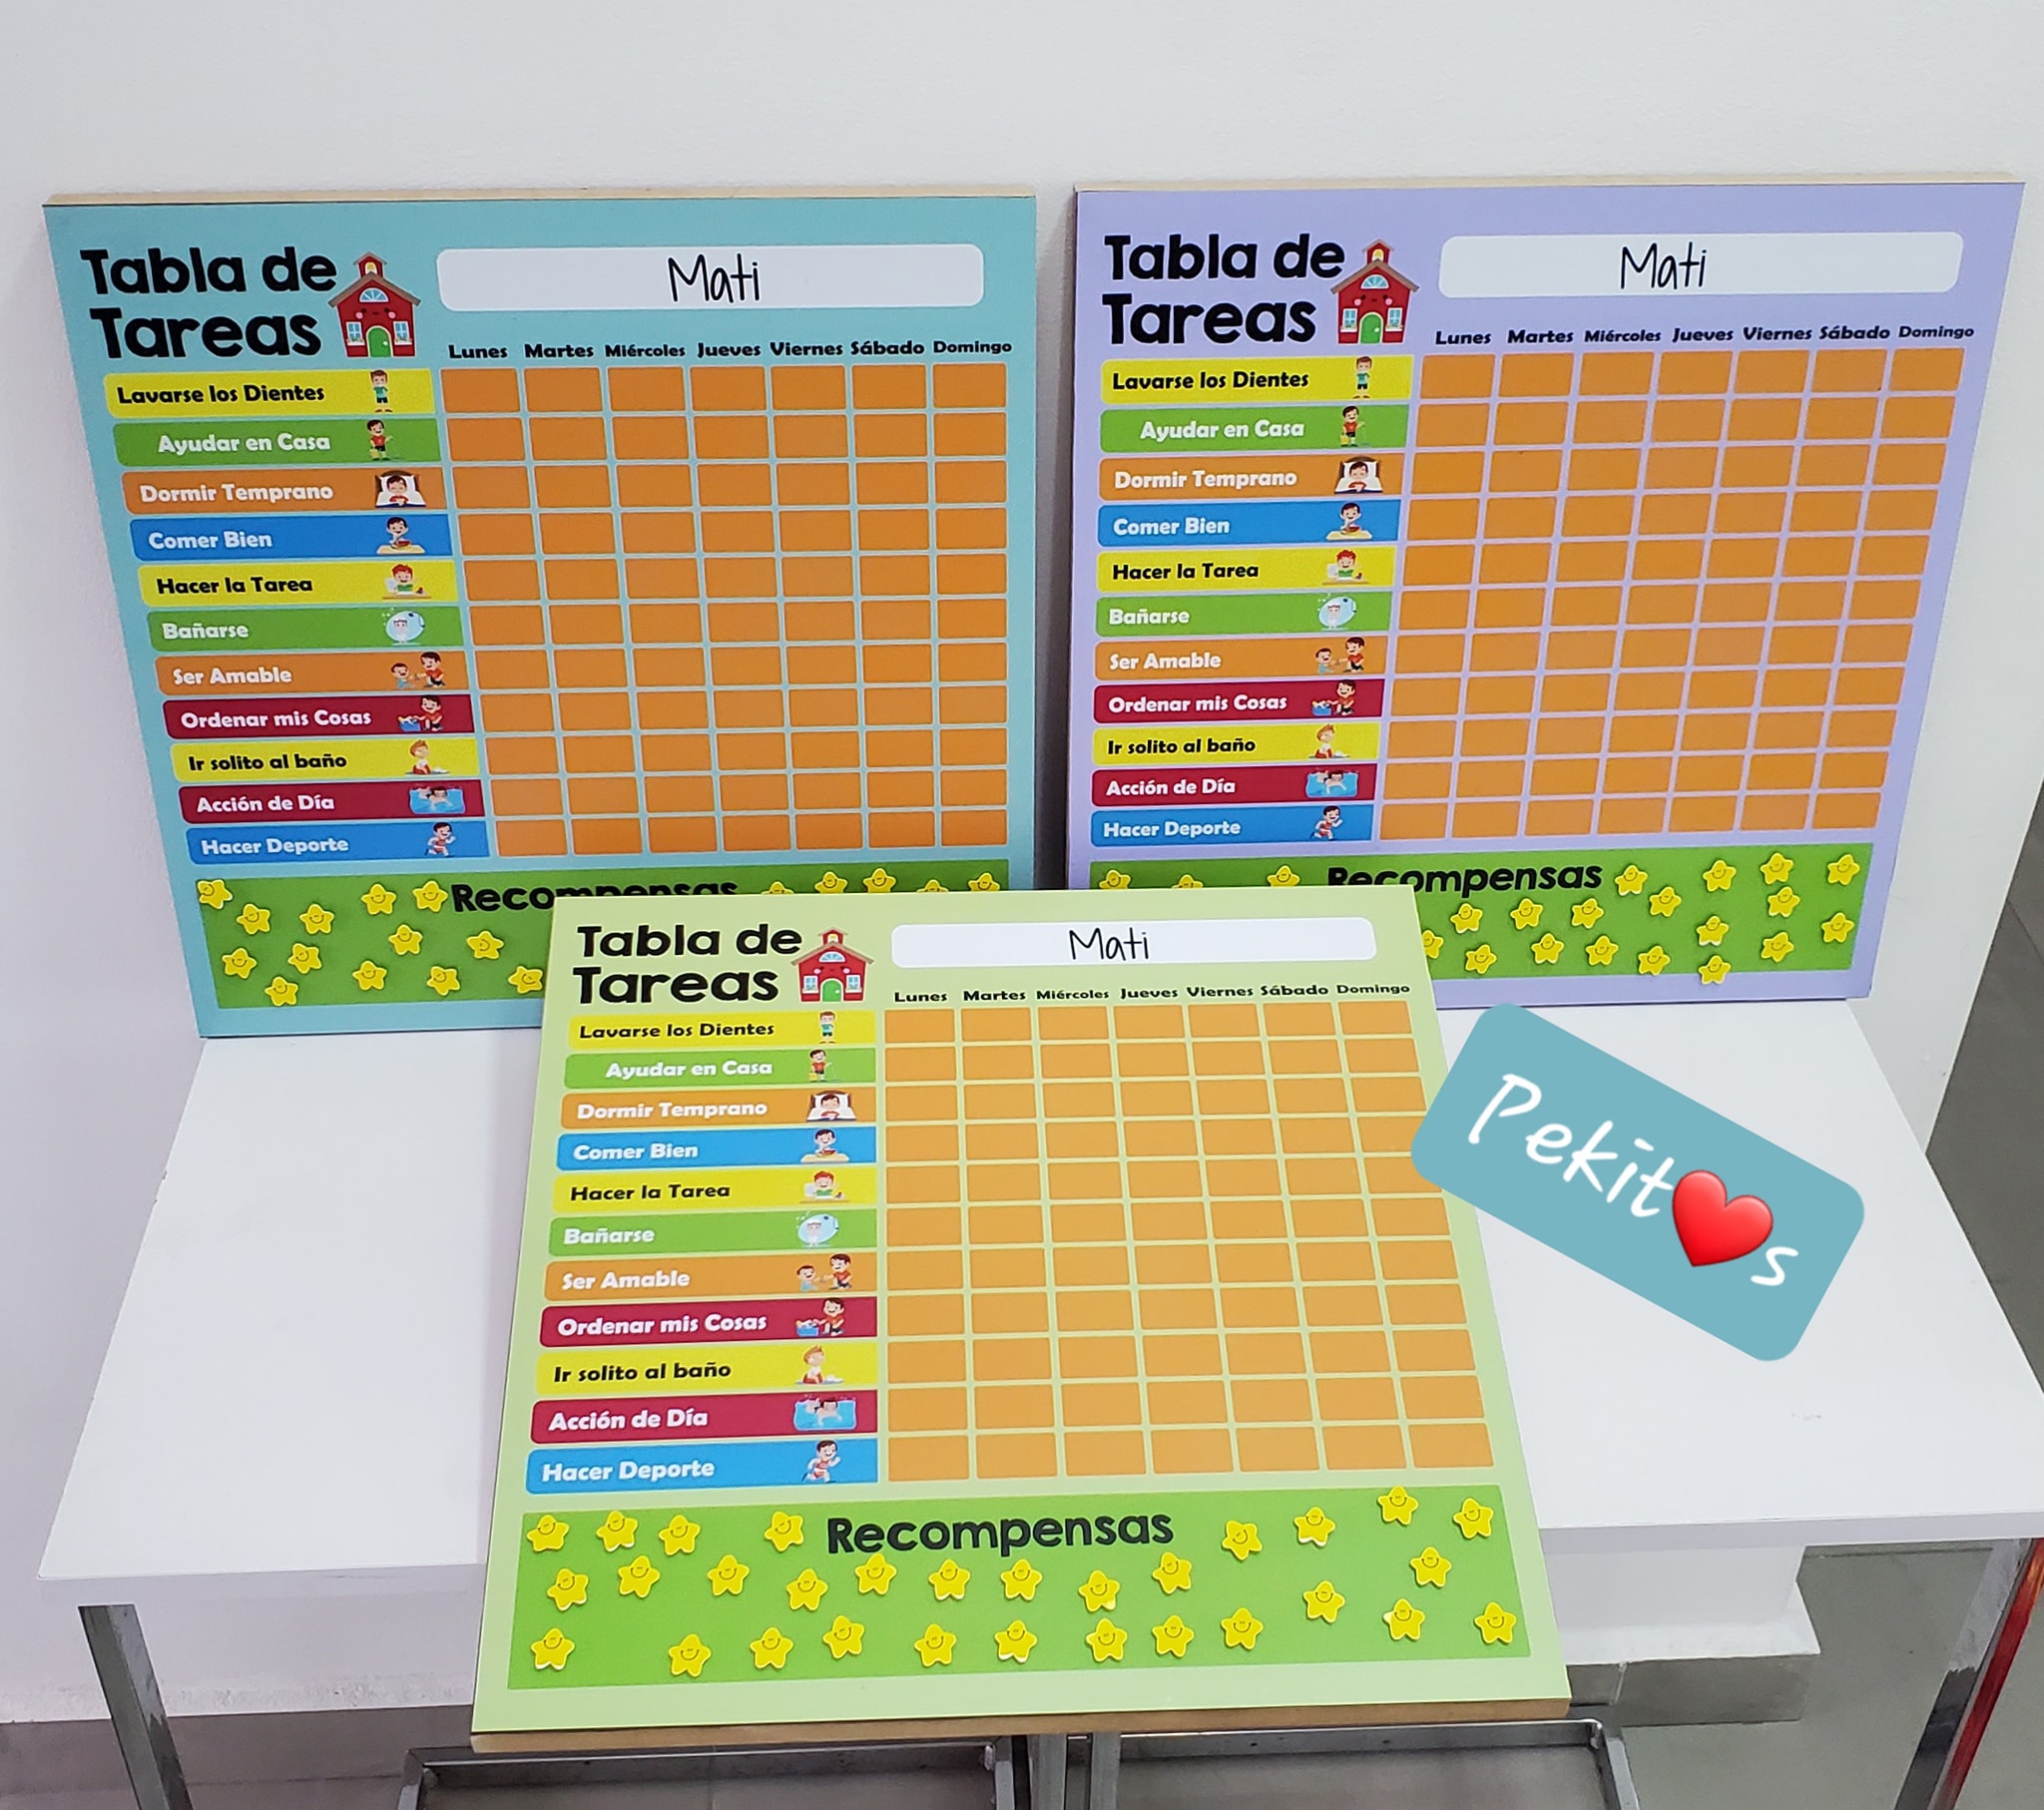 Tabla de
Tareas
Mati
Lunes Martes Miércoles Jueves Viernes Sábado Domingo
Lavarse los Dientes
Ayudar en Casa
Dormir Temprano
Comer Bien
Hacer la Tarea
Bañarse
Ser Amable
Ordenar mis Cosas
Ir solito al baño
Acción de Día
Hacer Deporte
Recompensas
Tabla de
Tareas
Mati
Lunes Martes Miércoles Jueves Viernes Sábado Domingo
Lavarse los Dientes
Ayudar en Casa
Dormir Temprano
Comer Bien
Hacer la Tarea
Bañarse
Ser Amable
Ordenar mis Cosas
Ir solito al baño
Acción de Día
Hacer Deporte
Recompensas
Tabla de
Tareas
Mati
Lunes Martes Miércoles Jueves Viernes Sábado Domingo
Lavarse los Dientes
Ayudar en Casa
Dormir Temprano
Comer Bien
Hacer la Tarea
Bañarse
Ser Amable
Ordenar mis Cosas
Ir solito al baño
Acción de Día
Hacer Deporte
Recompensas
Pekit❤️s